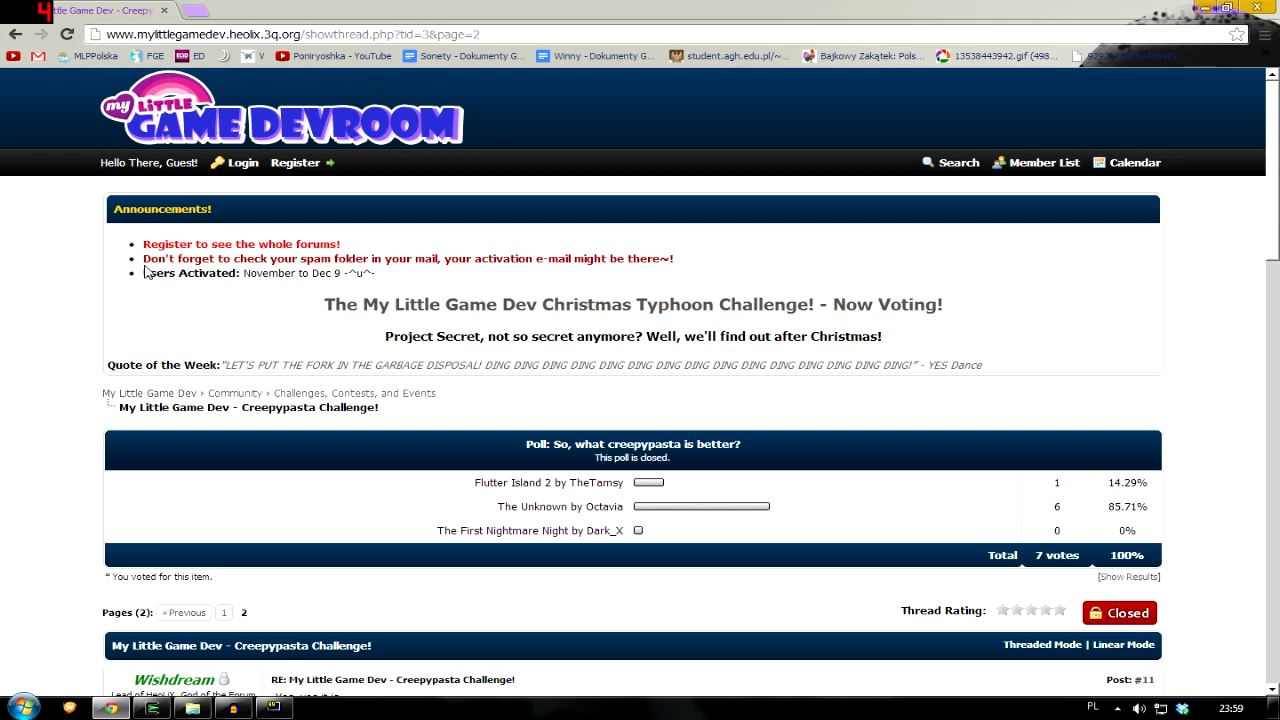 4
tle Game Dev - Creepy
www.mylittlegamedev.heolix.3q.org/showthread.php?tid=3&page=2
MLPPolska
FGE
ED
V
Poniryoshka - YouTube
Sonety - Dokumenty G...
Winny - Dokumenty G...
student.agh.edu.pl/~...
Bajkowy Zakątek: Pols...
13538443942.gif (498...
my LITTLE
GAME DEVROOM
Hello There, Guest! Login Register
Search Member List Calendar
Announcements!
Register to see the whole forums!
Don't forget to check your spam folder in your mail, your activation e-mail might be there~!
Users Activated: November to Dec 9 -^u^-
The My Little Game Dev Christmas Typhoon Challenge! - Now Voting!
Project Secret, not so secret anymore? Well, we'll find out after Christmas!
Quote of the Week:"LET'S PUT THE FORK IN THE GARBAGE DISPOSAL! DING DING DING DING DING DING DING DING DING DING DING DING DING DING!" - YES Dance
My Little Game Dev › Community › Challenges, Contests, and Events
My Little Game Dev - Creepypasta Challenge!
Poll: So, what creepypasta is better?
This poll is closed.
Flutter Island 2 by TheTamsy 1 14.29%
The Unknown by Octavia 6 85.71%
The First Nightmare Night by Dark_X 0 0%
Total 7 votes 100%
* You voted for this item.
[Show Results]
Pages (2): « Previous 1 2
Thread Rating:
Closed
My Little Game Dev - Creepypasta Challenge!
Threaded Mode | Linear Mode
Wishdream
RE: My Little Game Dev - Creepypasta Challenge!
Post: #11
Lead of HeoLiX, God of the Forum
PL
23:59